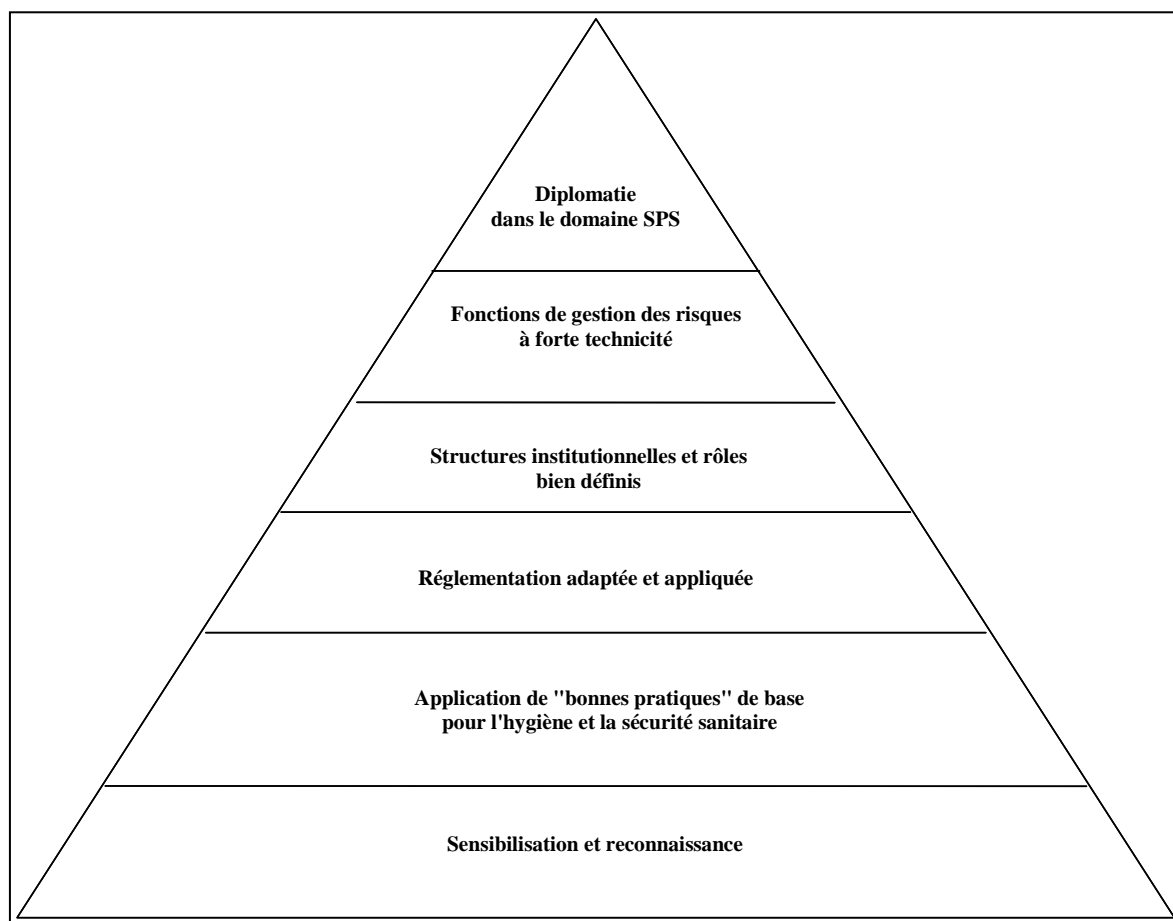 Diplomatie
dans le domaine SPS
Fonctions de gestion des risques
à forte technicité
Structures institutionnelles et rôles
bien définis
Réglementation adaptée et appliquée
Application de "bonnes pratiques" de base
pour l'hygiène et la sécurité sanitaire
Sensibilisation et reconnaissance